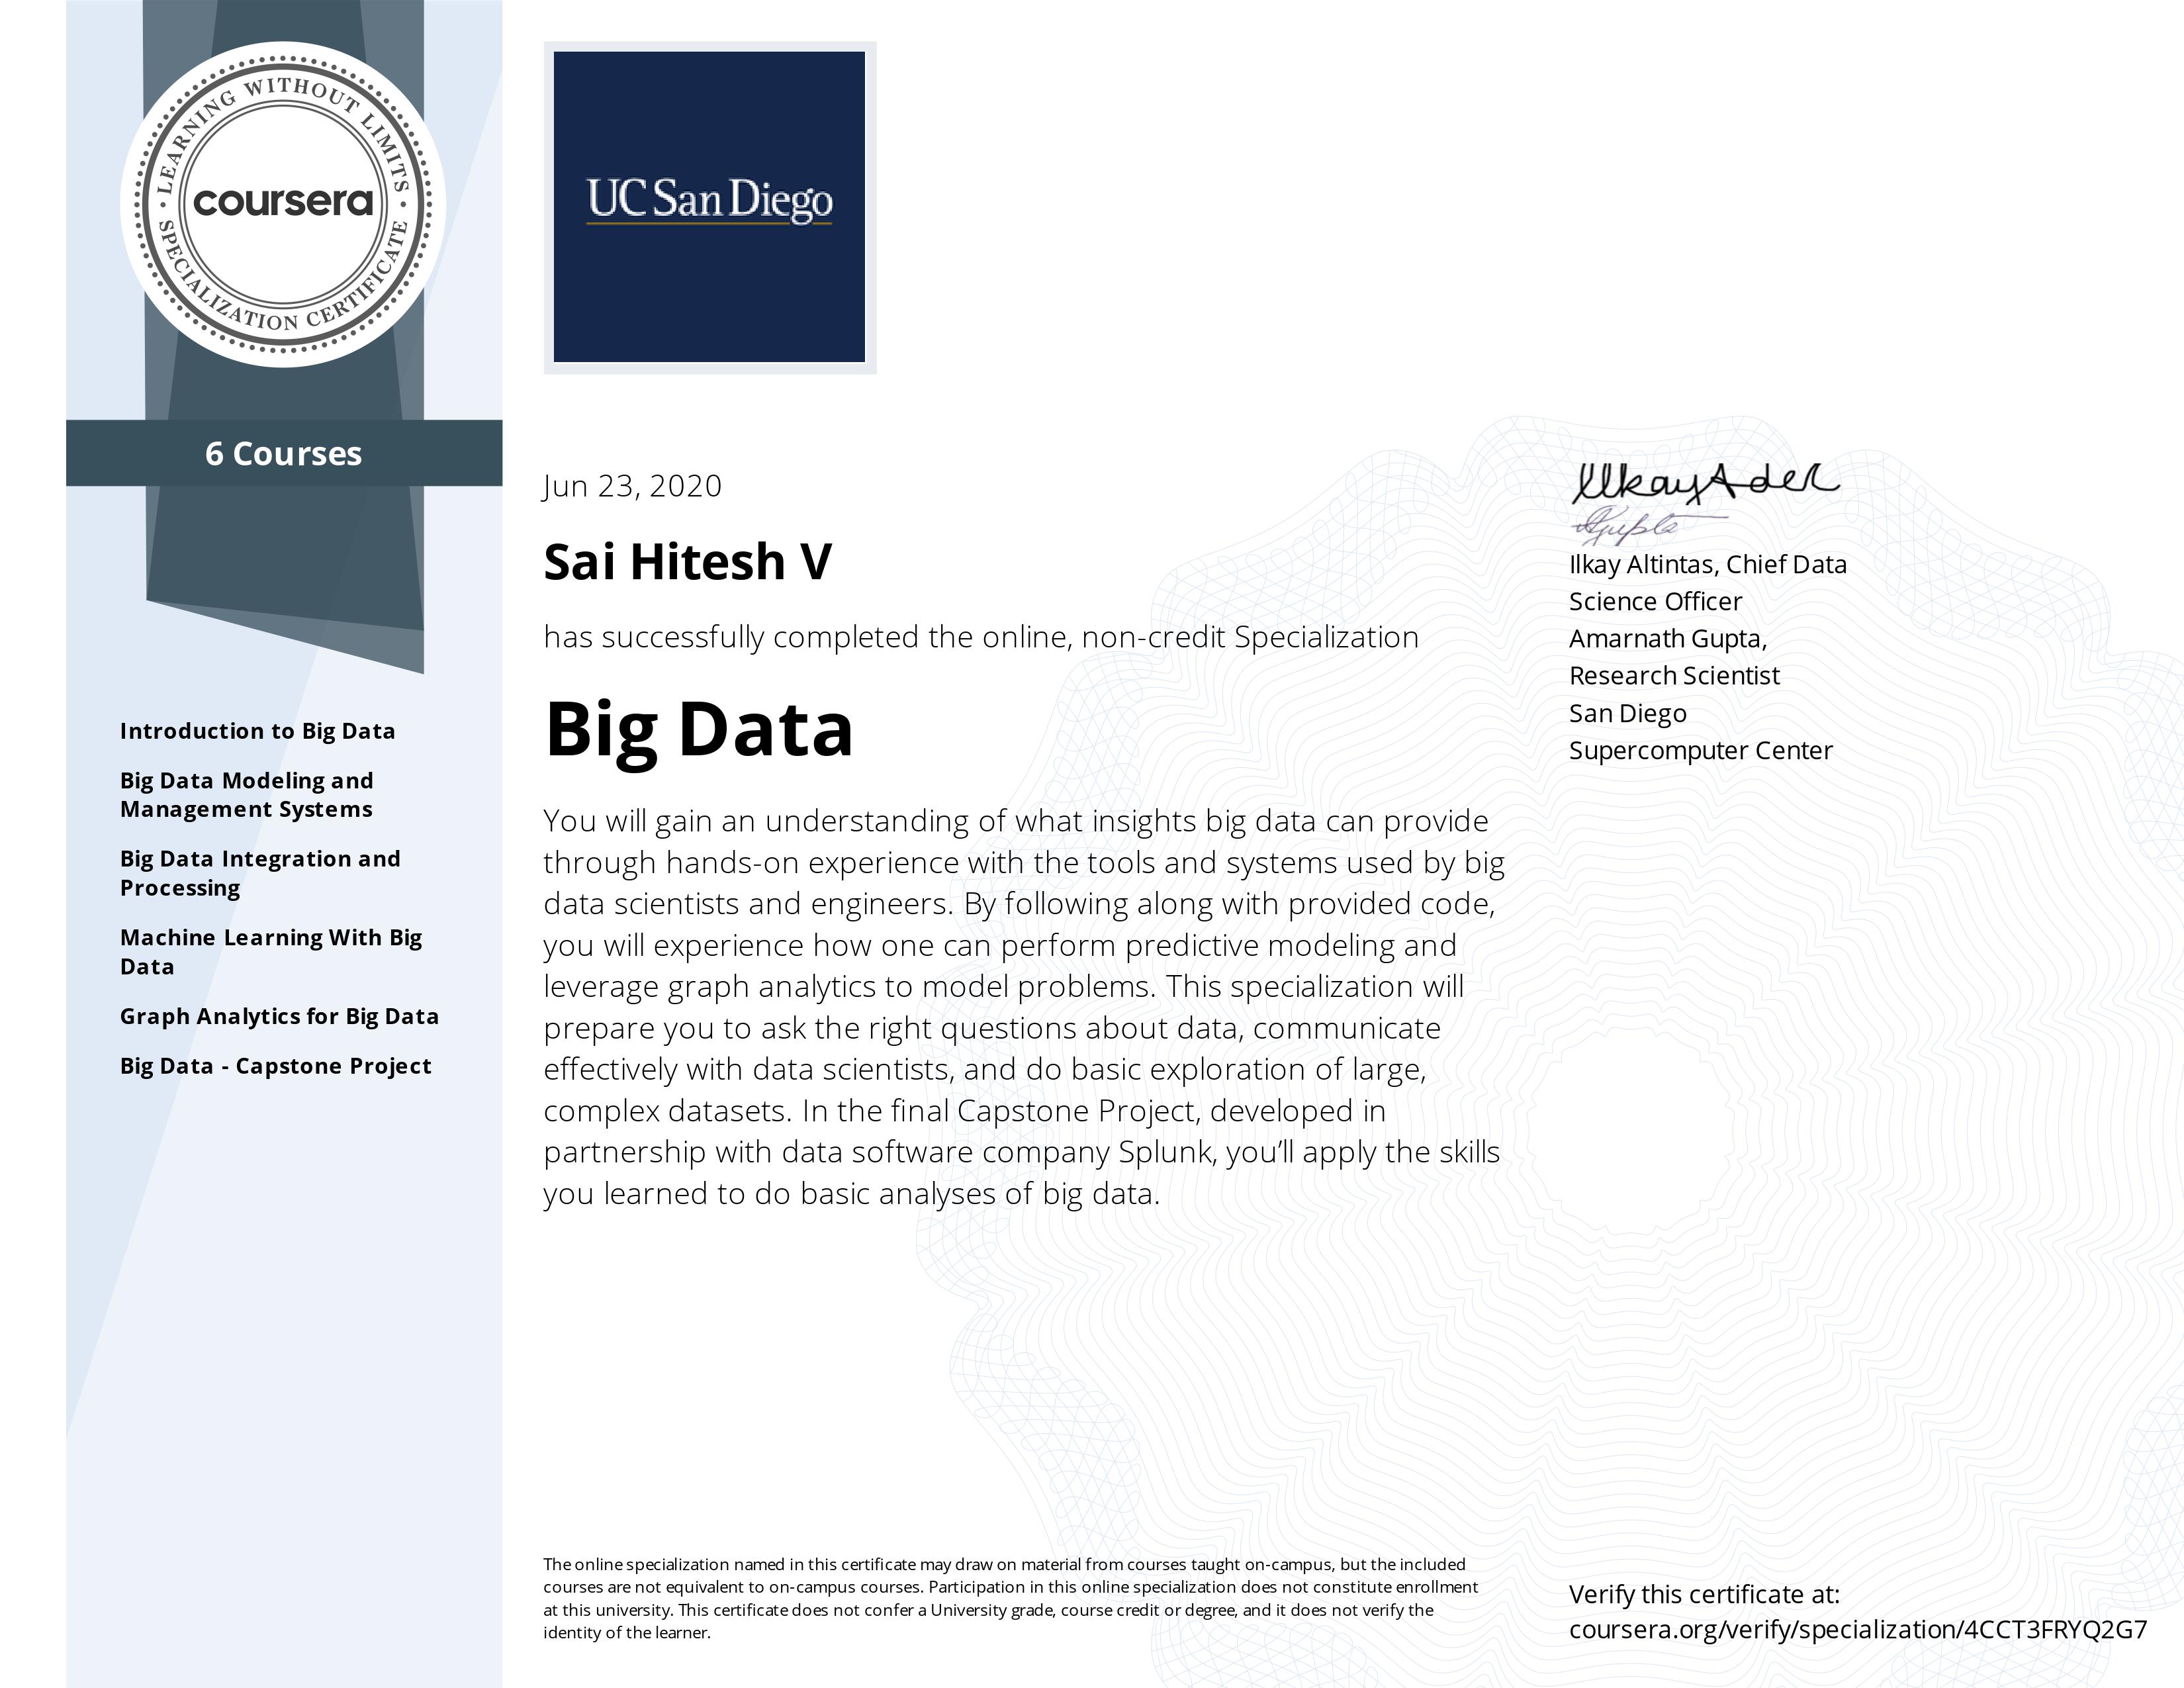 LEARNING WITHOUT LIMITS
coursera
SPECIALIZATION CERTIFICATE
6 Courses
Introduction to Big Data
Big Data Modeling and
Management Systems
Big Data Integration and
Processing
Machine Learning With Big
Data
Graph Analytics for Big Data
Big Data - Capstone Project
UC San Diego
Jun 23, 2020
Sai Hitesh V
has successfully completed the online, non-credit Specialization
Big Data
You will gain an understanding of what insights big data can provide
through hands-on experience with the tools and systems used by big
data scientists and engineers. By following along with provided code,
you will experience how one can perform predictive modeling and
leverage graph analytics to model problems. This specialization will
prepare you to ask the right questions about data, communicate
effectively with data scientists, and do basic exploration of large,
complex datasets. In the final Capstone Project, developed in
partnership with data software company Splunk, you’ll apply the skills
you learned to do basic analyses of big data.
Ilkay Altintas, Chief Data
Science Officer
Amarnath Gupta,
Research Scientist
San Diego
Supercomputer Center
The online specialization named in this certificate may draw on material from courses taught on-campus, but the included
courses are not equivalent to on-campus courses. Participation in this online specialization does not constitute enrollment
at this university. This certificate does not confer a University grade, course credit or degree, and it does not verify the
identity of the learner.
Verify this certificate at:
coursera.org/verify/specialization/4CCT3FRYQ2G7